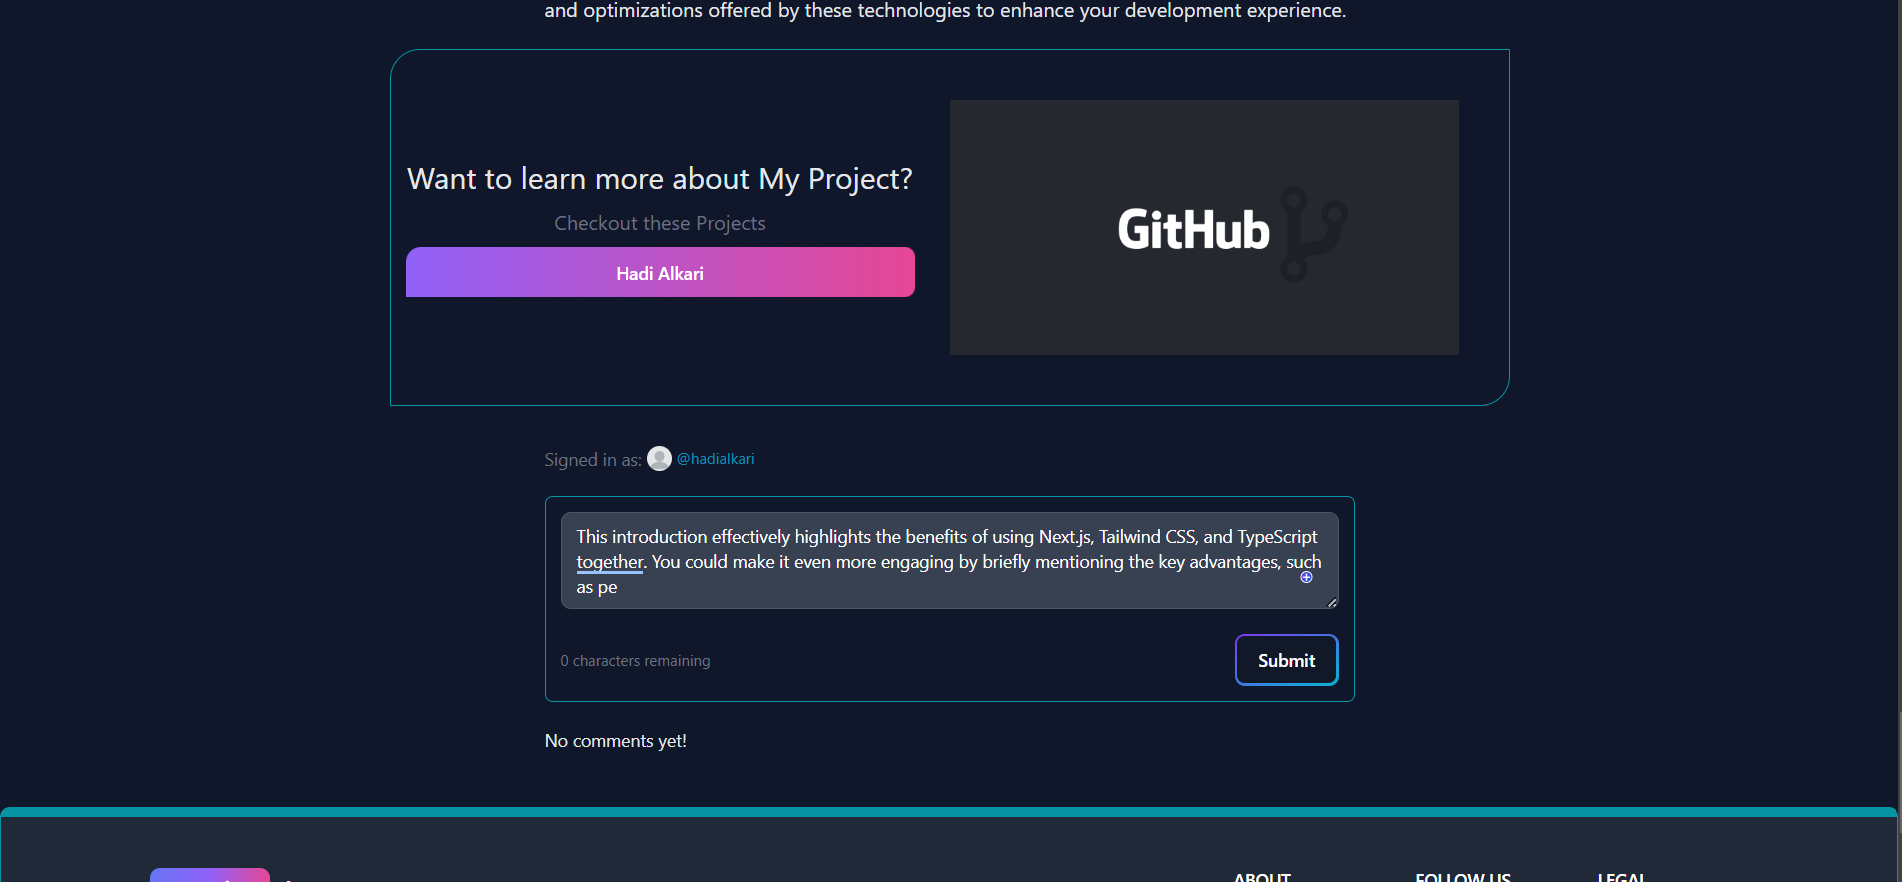 and optimizations offered by these technologies to enhance your development experience.
Want to learn more about My Project?
Checkout these Projects
Hadi Alkari
GitHub
Signed in as: @hadialkari
This introduction effectively highlights the benefits of using Next.js, Tailwind CSS, and TypeScript
together. You could make it even more engaging by briefly mentioning the key advantages, such
as pe
0 characters remaining
Submit
No comments yet!
ABOUT
FOLLOW US
LEGAL